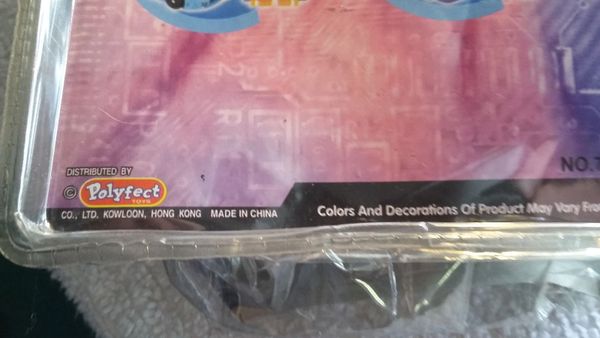 NO.
DISTRIBUTED BY
© Polyfect
TOYS
CO., LTD. KOWLOON, HONG KONG MADE IN CHINA
Colors And Decorations Of Product May Vary